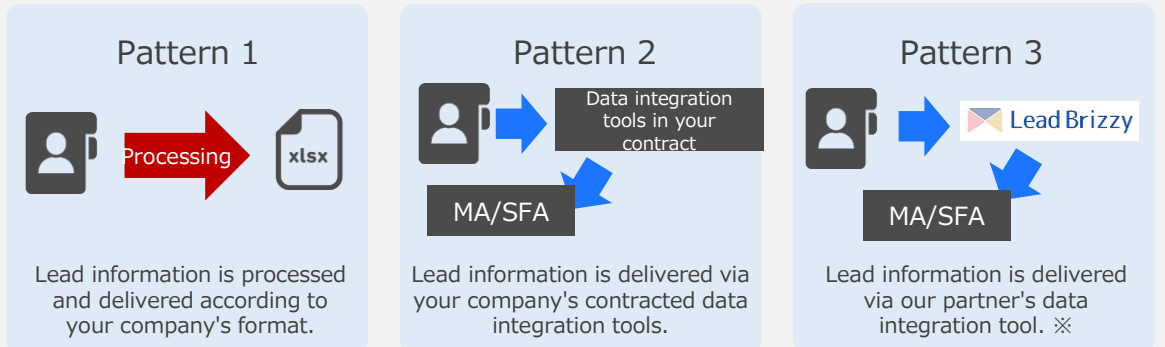 Pattern 1
Processing
xlsx
Lead information is processed
and delivered according to
your company's format.
Pattern 2
Data integration
tools in your
contract
MA/SFA
Lead information is delivered via
your company's contracted data
integration tools.
Pattern 3
Lead Brizzy
MA/SFA
Lead information is delivered
via our partner's data
integration tool. ※